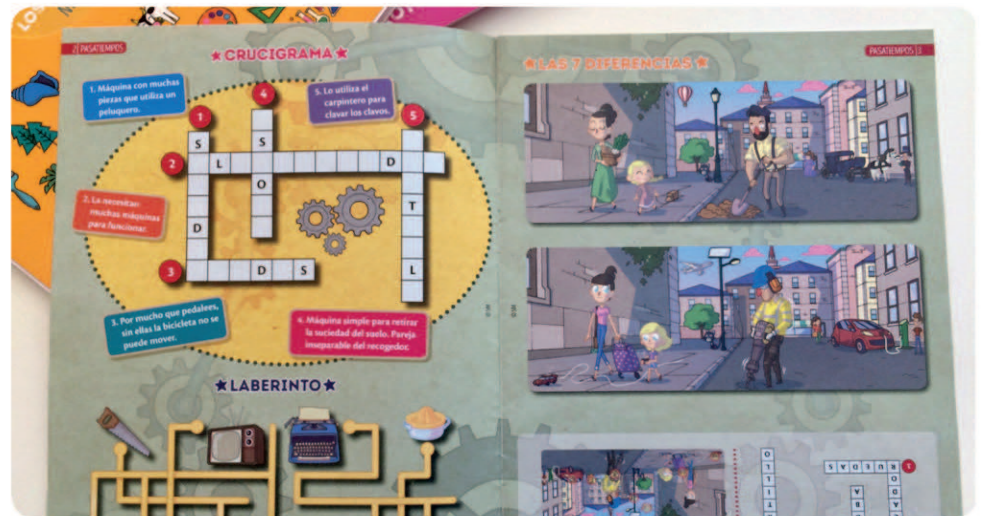 LOS
2 | PASATIEMPOS
★ CRUCIGRAMA ★
1. Máquina con muchas
piezas que utiliza un
peluquero.
4
5. Lo utiliza el
carpintero para
clavar los clavos.
1
5
S
S
2
L
D
O
T
2. La necesitan
muchas máquinas
para funcionar.
D
3
D
S
L
3. Por mucho que pedalees,
sin ellas la bicicleta no se
puede mover.
4. Máquina simple para retirar
la suciedad del suelo. Pareja
inseparable del recogedor.
★ LABERINTO ★
PASATIEMPOS | 3
★ LAS 7 DIFERENCIAS ★
O
L
L
I
T
1
RUEDAS
O
D
A
B
A